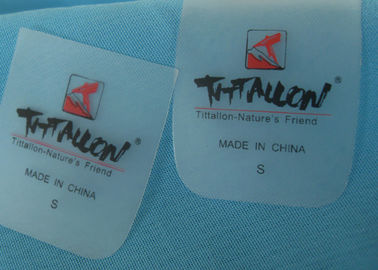 TITTALLON
Tittallon-Nature's Friend
MADE IN CHINA
S
TITTALLON ®
Tittallon-Nature's Friend
MADE IN CHINA
S